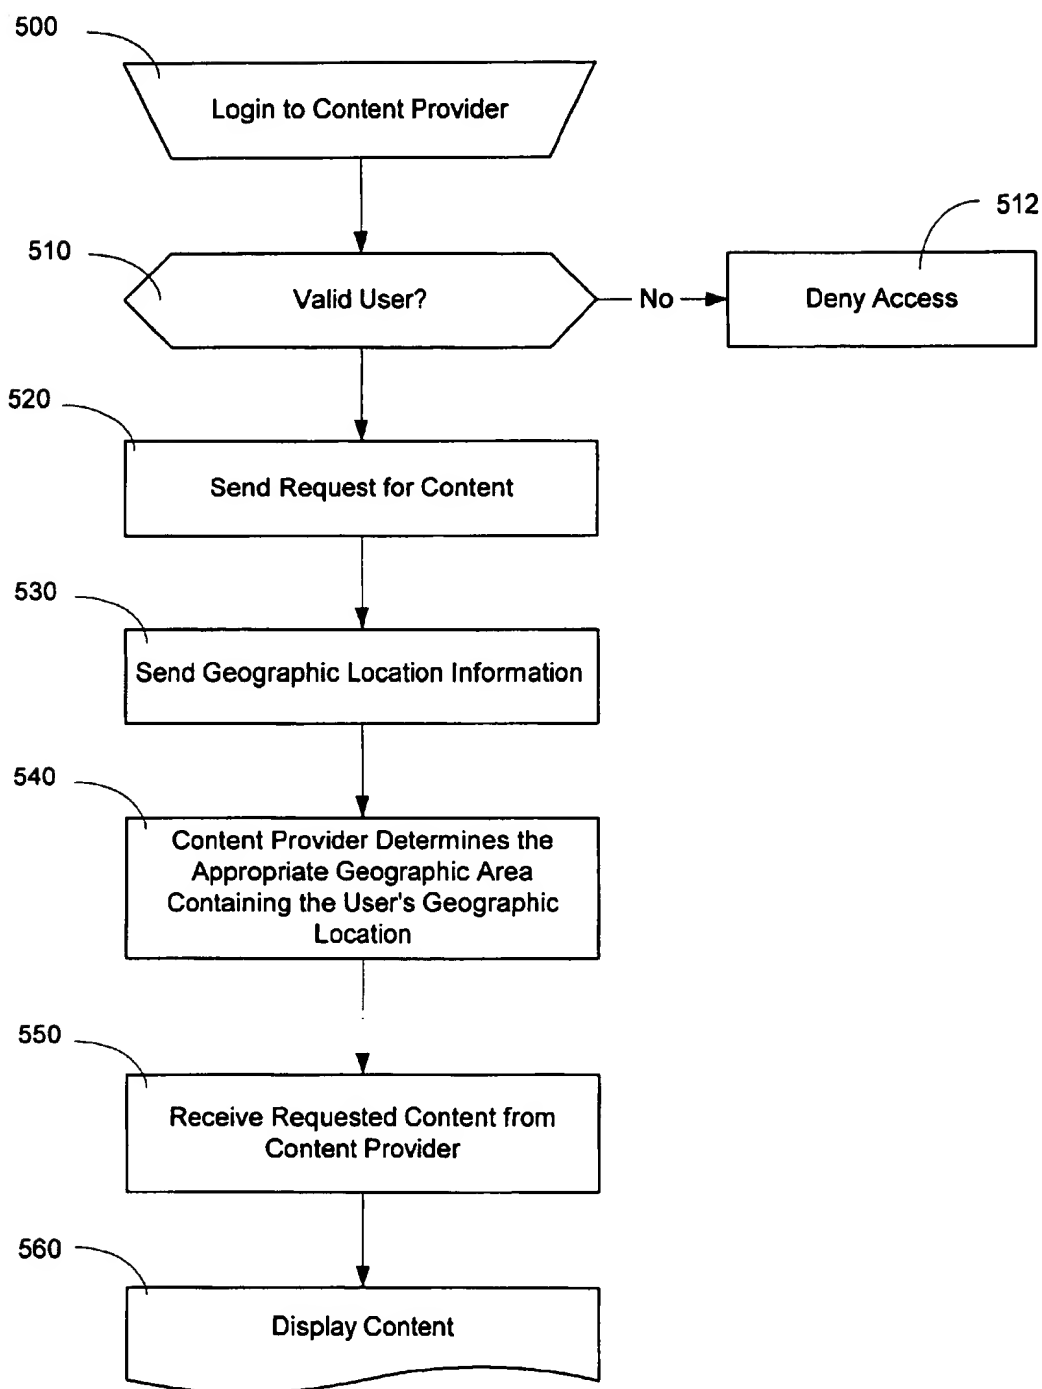 500
Login to Content Provider
512
510
Valid User?
No
Deny Access
520
Send Request for Content
530
Send Geographic Location Information
540
Content Provider Determines the
Appropriate Geographic Area
Containing the User's Geographic
Location
550
Receive Requested Content from
Content Provider
560
Display Content